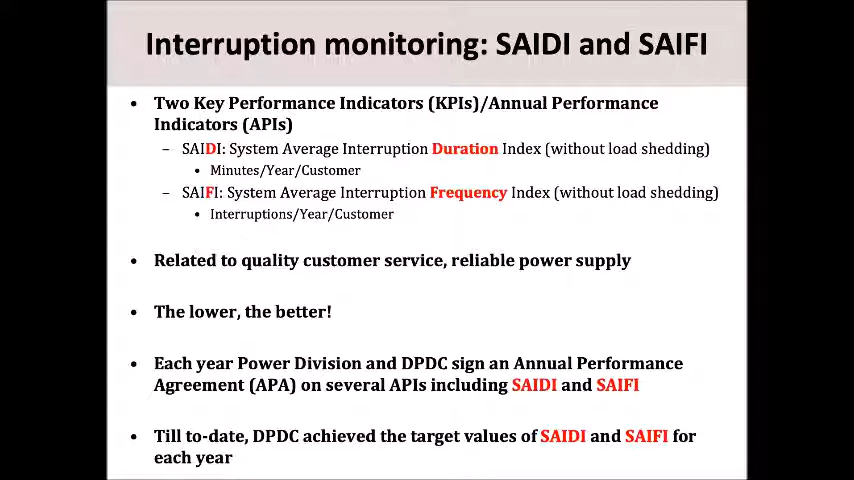 Interruption monitoring: SAIDI and SAIFI
• Two Key Performance Indicators (KPIs)/Annual Performance
Indicators (APIs)
– SAIDI: System Average Interruption Duration Index (without load shedding)
• Minutes/Year/Customer
– SAIFI: System Average Interruption Frequency Index (without load shedding)
• Interruptions/Year/Customer
• Related to quality customer service, reliable power supply
• The lower, the better!
• Each year Power Division and DPDC sign an Annual Performance
Agreement (APA) on several APIs including SAIDI and SAIFI
• Till to-date, DPDC achieved the target values of SAIDI and SAIFI for
each year